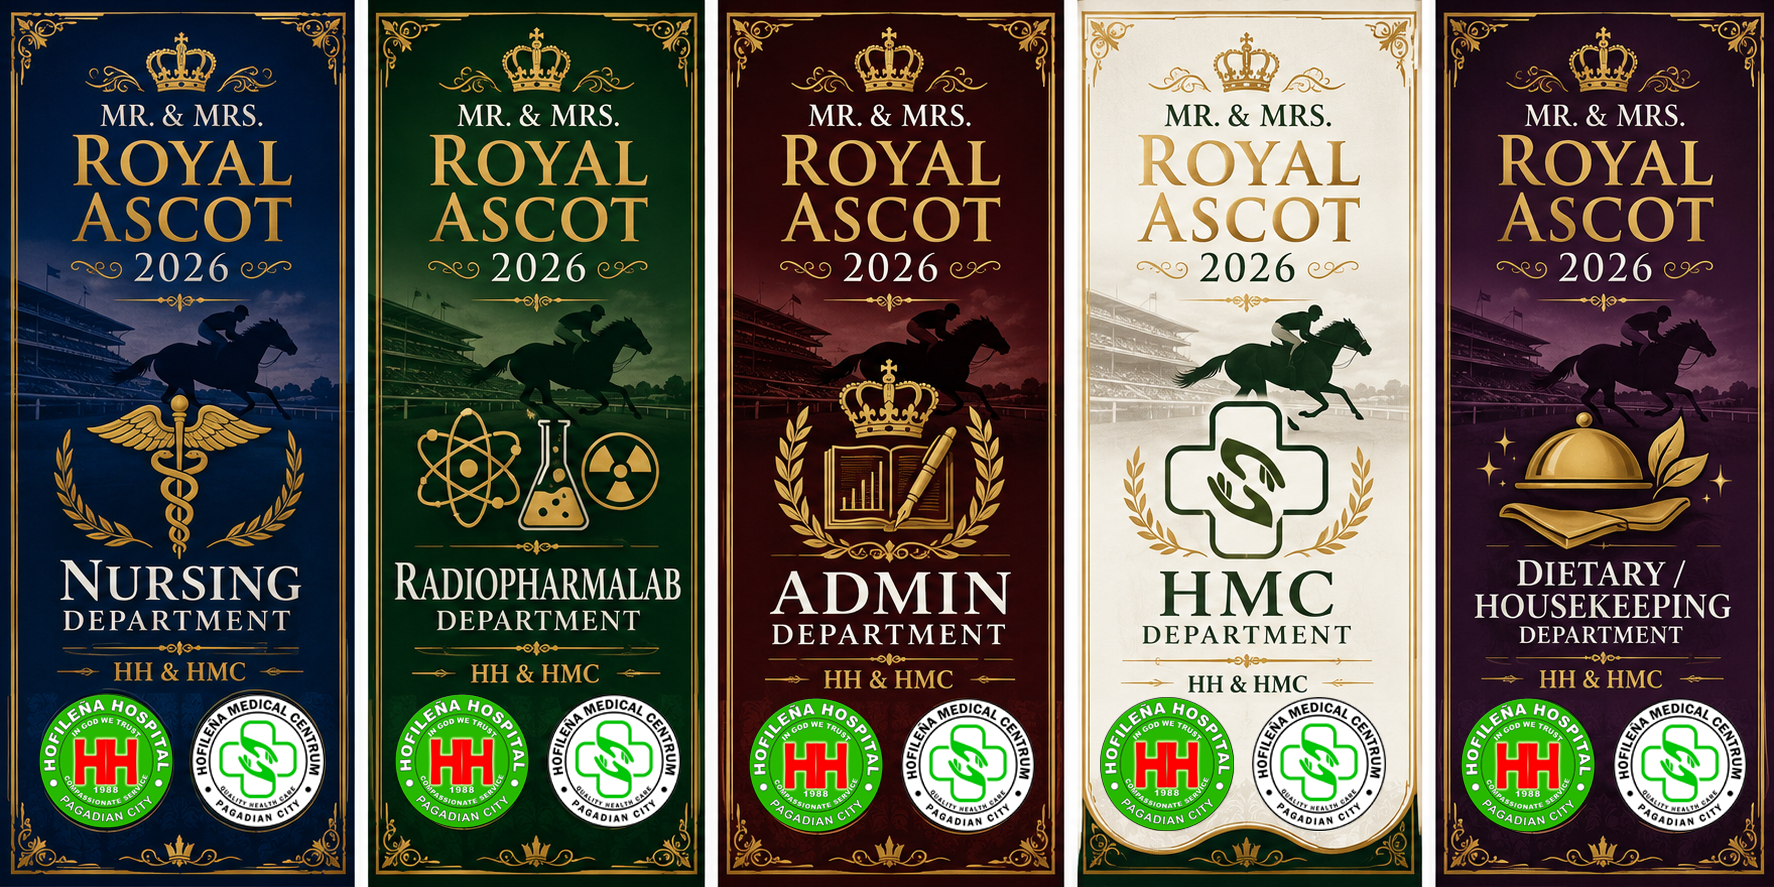 MR. & MRS.
ROYAL
ASCOT
2026
NURSING
DEPARTMENT
HH & HMC
HOFILEÑA HOSPITAL
IN GOD WE TRUST
HH
1988
COMPASSIONATE SERVICE
PAGADIAN CITY
HOFILEÑA MEDICAL CENTRUM
QUALITY HEALTH CARE
PAGADIAN CITY
MR. & MRS.
ROYAL
ASCOT
2026
RADIOPHARMALAB
DEPARTMENT
HH & HMC
HOFILEÑA HOSPITAL
IN GOD WE TRUST
HH
1988
COMPASSIONATE SERVICE
PAGADIAN CITY
HOFILEÑA MEDICAL CENTRUM
QUALITY HEALTH CARE
PAGADIAN CITY
MR. & MRS.
ROYAL
ASCOT
2026
ADMIN
DEPARTMENT
HH & HMC
HOFILEÑA HOSPITAL
IN GOD WE TRUST
HH
1988
COMPASSIONATE SERVICE
PAGADIAN CITY
HOFILEÑA MEDICAL CENTRUM
QUALITY HEALTH CARE
PAGADIAN CITY
MR. & MRS.
ROYAL
ASCOT
2026
HMC
DEPARTMENT
HH & HMC
HOFILEÑA HOSPITAL
IN GOD WE TRUST
HH
1988
COMPASSIONATE SERVICE
PAGADIAN CITY
HOFILEÑA MEDICAL CENTRUM
QUALITY HEALTH CARE
PAGADIAN CITY
MR. & MRS.
ROYAL
ASCOT
2026
DIETARY /
HOUSEKEEPING
DEPARTMENT
HH & HMC
HOFILEÑA HOSPITAL
IN GOD WE TRUST
HH
1988
COMPASSIONATE SERVICE
PAGADIAN CITY
HOFILEÑA MEDICAL CENTRUM
QUALITY HEALTH CARE
PAGADIAN CITY